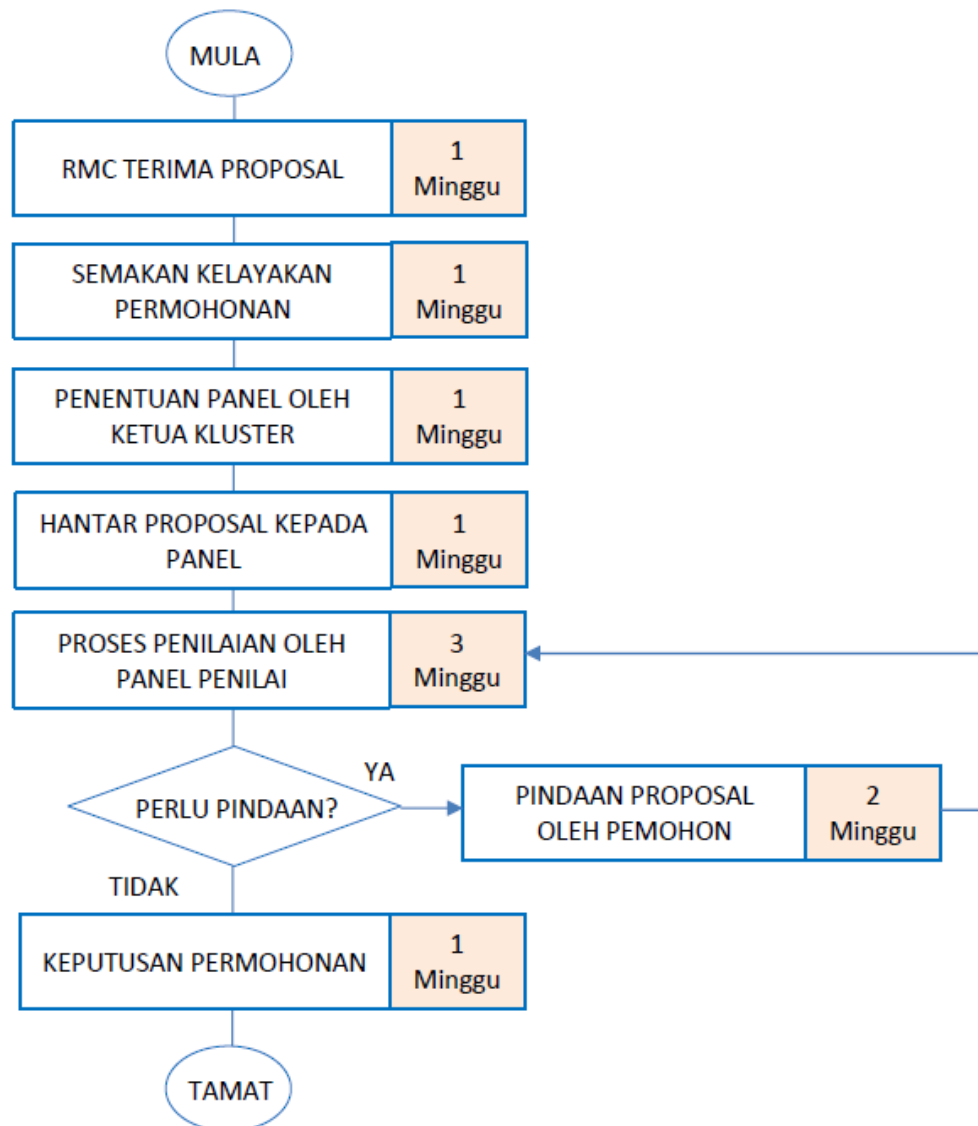 MULA
RMC TERIMA PROPOSAL
1
Minggu
SEMAKAN KELAYAKAN
PERMOHONAN
1
Minggu
PENENTUAN PANEL OLEH
KETUA KLUSTER
1
Minggu
HANTAR PROPOSAL KEPADA
PANEL
1
Minggu
PROSES PENILAIAN OLEH
PANEL PENILAI
3
Minggu
PERLU PINDAAN?
YA
PINDAAN PROPOSAL
OLEH PEMOHON
2
Minggu
TIDAK
KEPUTUSAN PERMOHONAN
1
Minggu
TAMAT